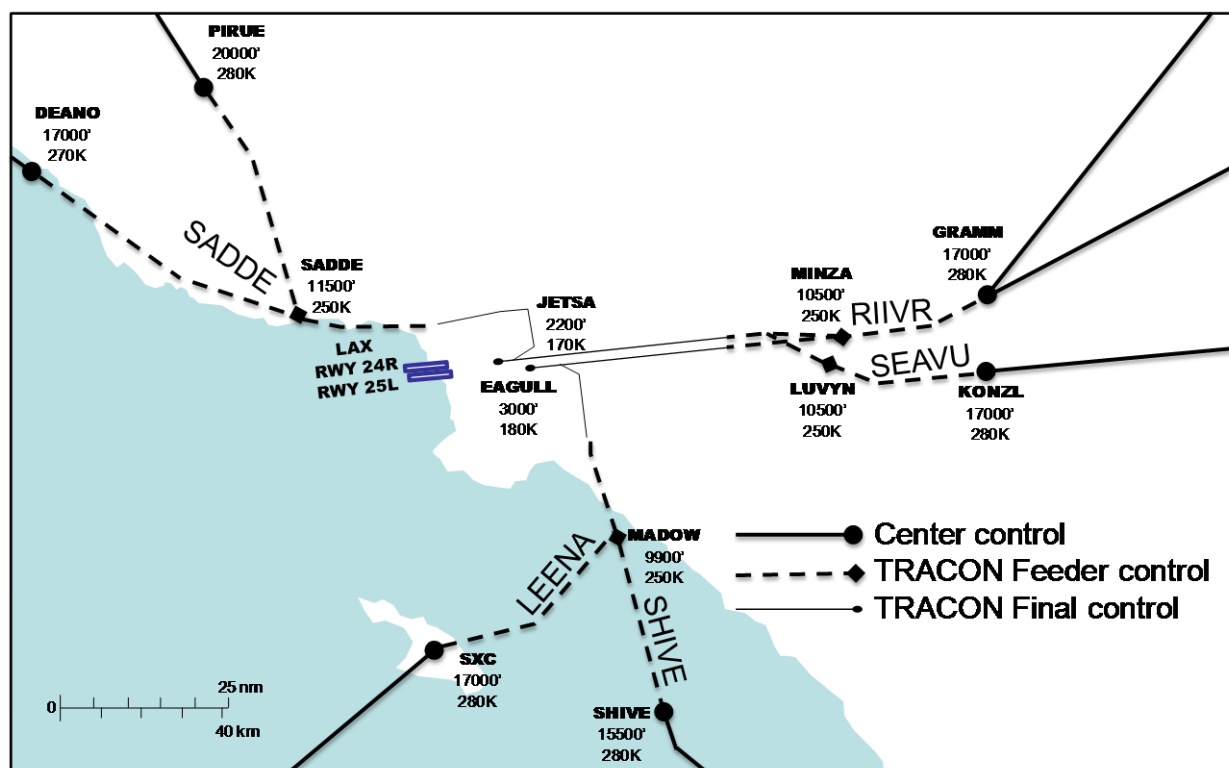 PIRUE
20000'
280K
DEANO
17000'
270K
SADDE
SADDE
11500'
250K
GRAMM
17000'
280K
MINZA
10500'
250K
RIIVR
JETSA
2200'
170K
LAX
RWY 24R
RWY 25L
EAGULL
3000'
180K
SEAVU
LUVYN
10500'
250K
KONZL
17000'
280K
MADOW
9900'
250K
LEENA
SHIVE
SXC
17000'
280K
SHIVE
15500'
280K
Center control
TRACON Feeder control
TRACON Final control
25 nm
0
40 km